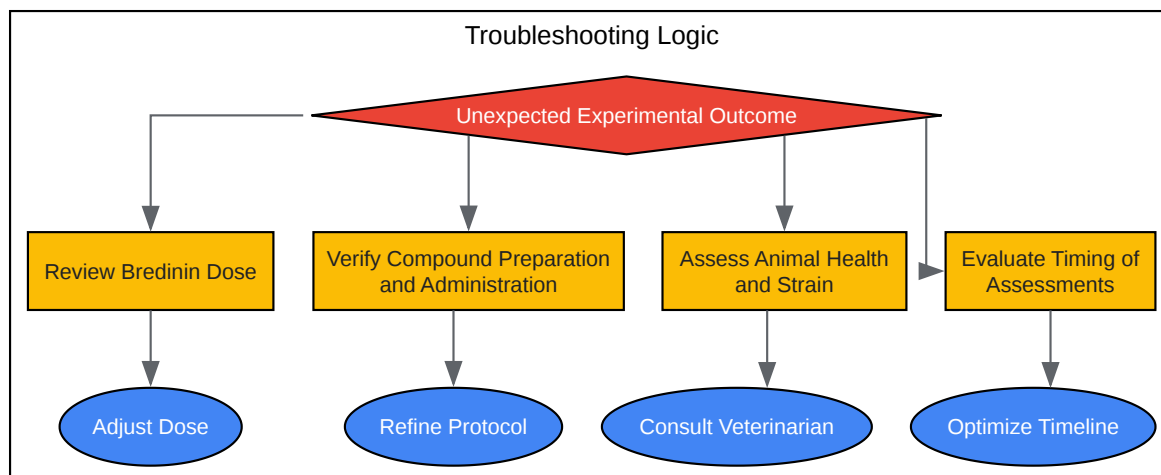 Troubleshooting Logic
Unexpected Experimental Outcome
Review Bredinin Dose
Verify Compound Preparation
and Administration
Assess Animal Health
and Strain
Evaluate Timing of
Assessments
Adjust Dose
Refine Protocol
Consult Veterinarian
Optimize Timeline